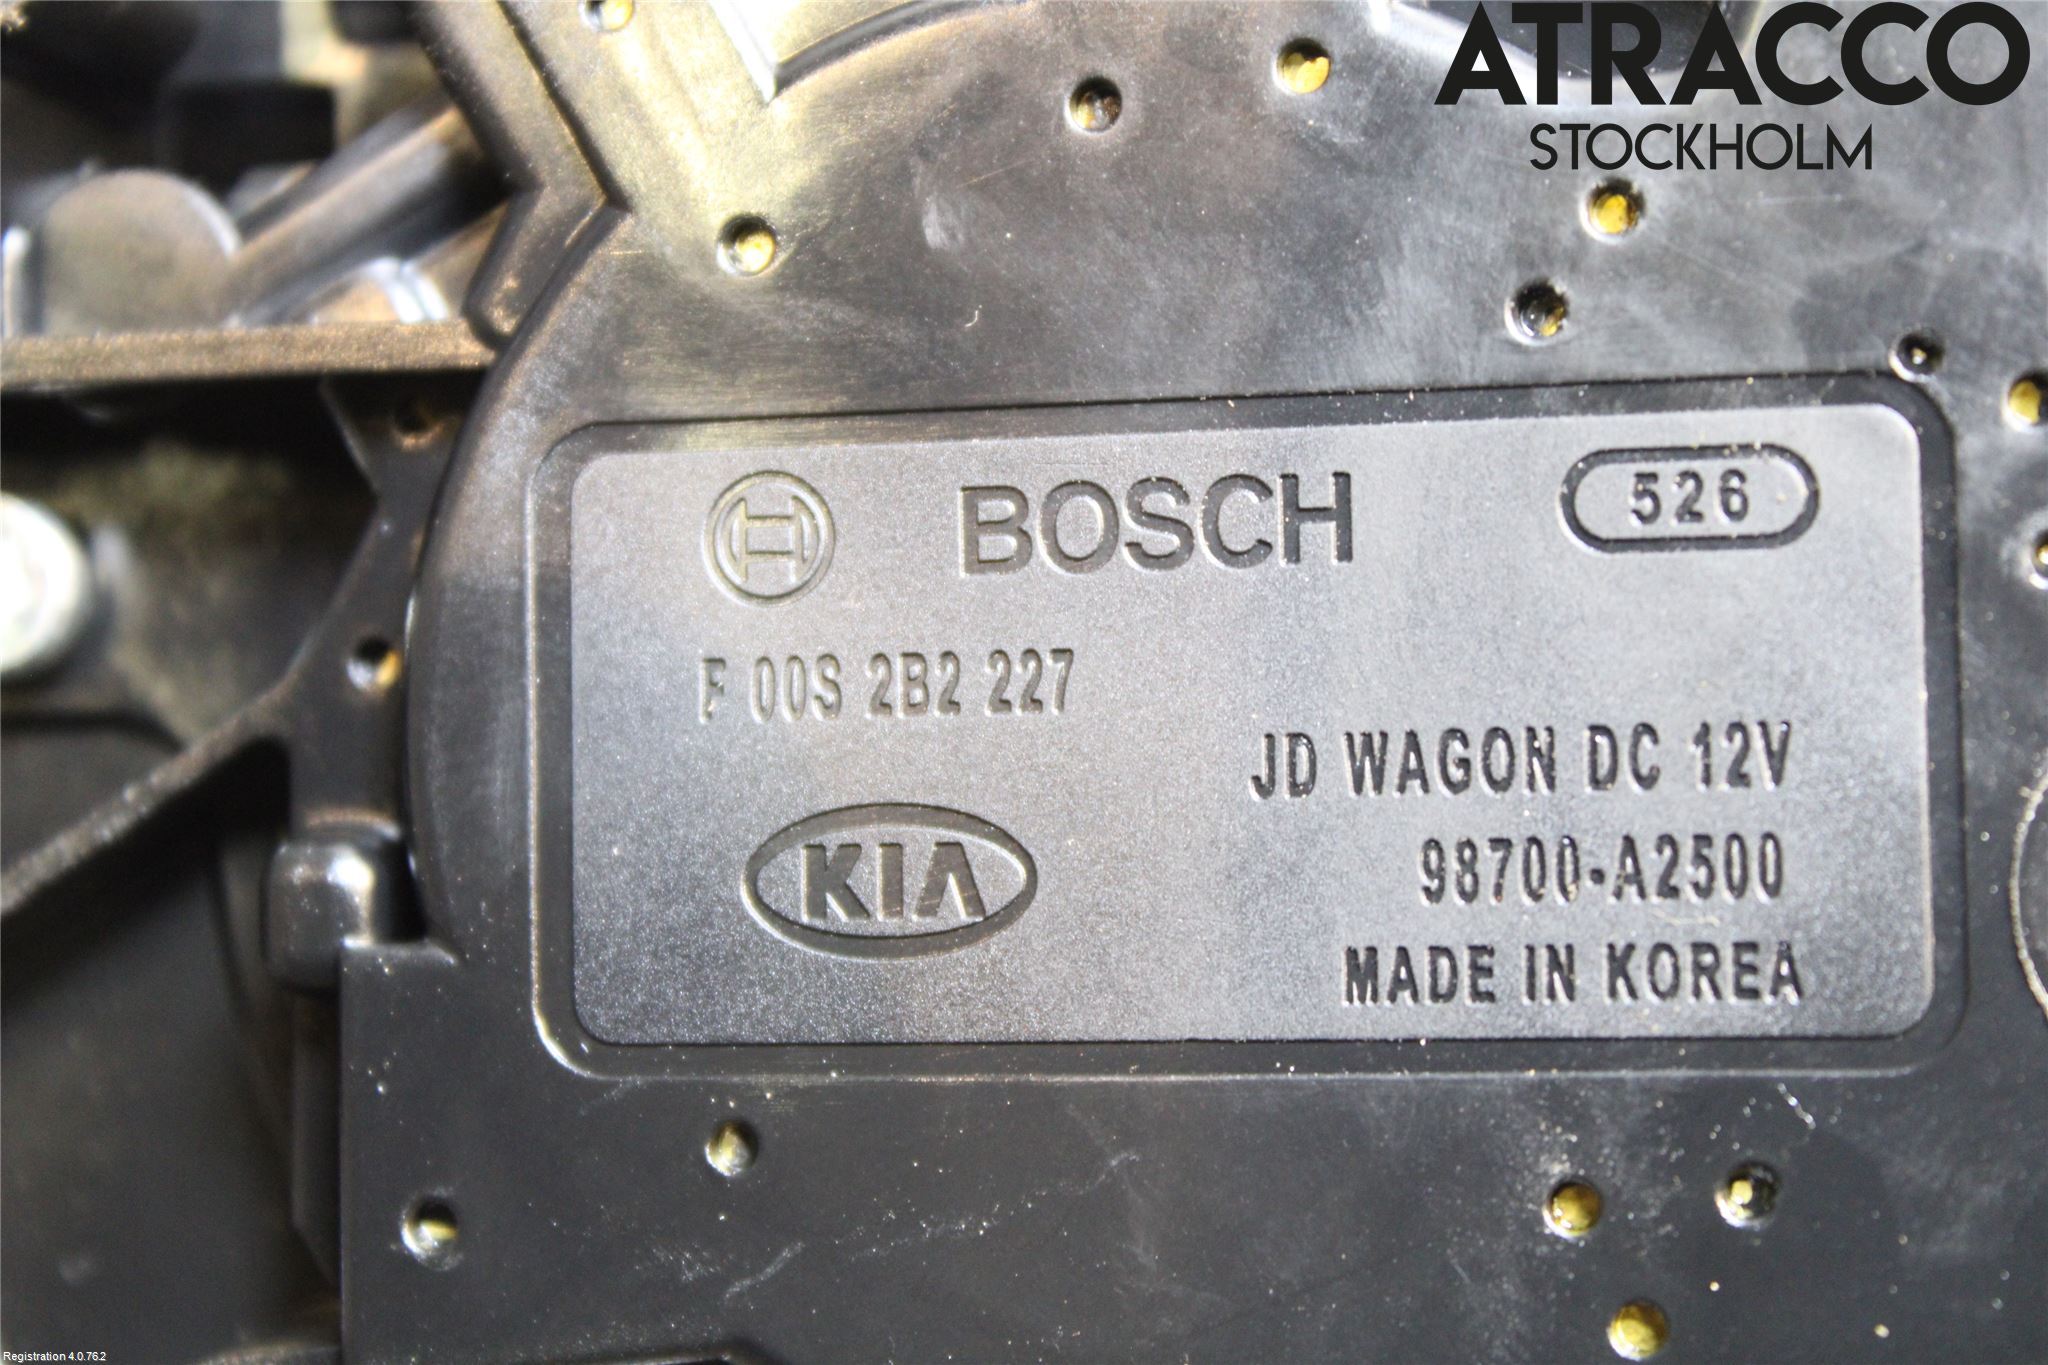 ATRACCO
STOCKHOLM
BOSCH
526
F 00S 2B2 227
JD WAGON DC 12V
KIA
98700-A2500
MADE IN KOREA
Registration 4.0.76.2